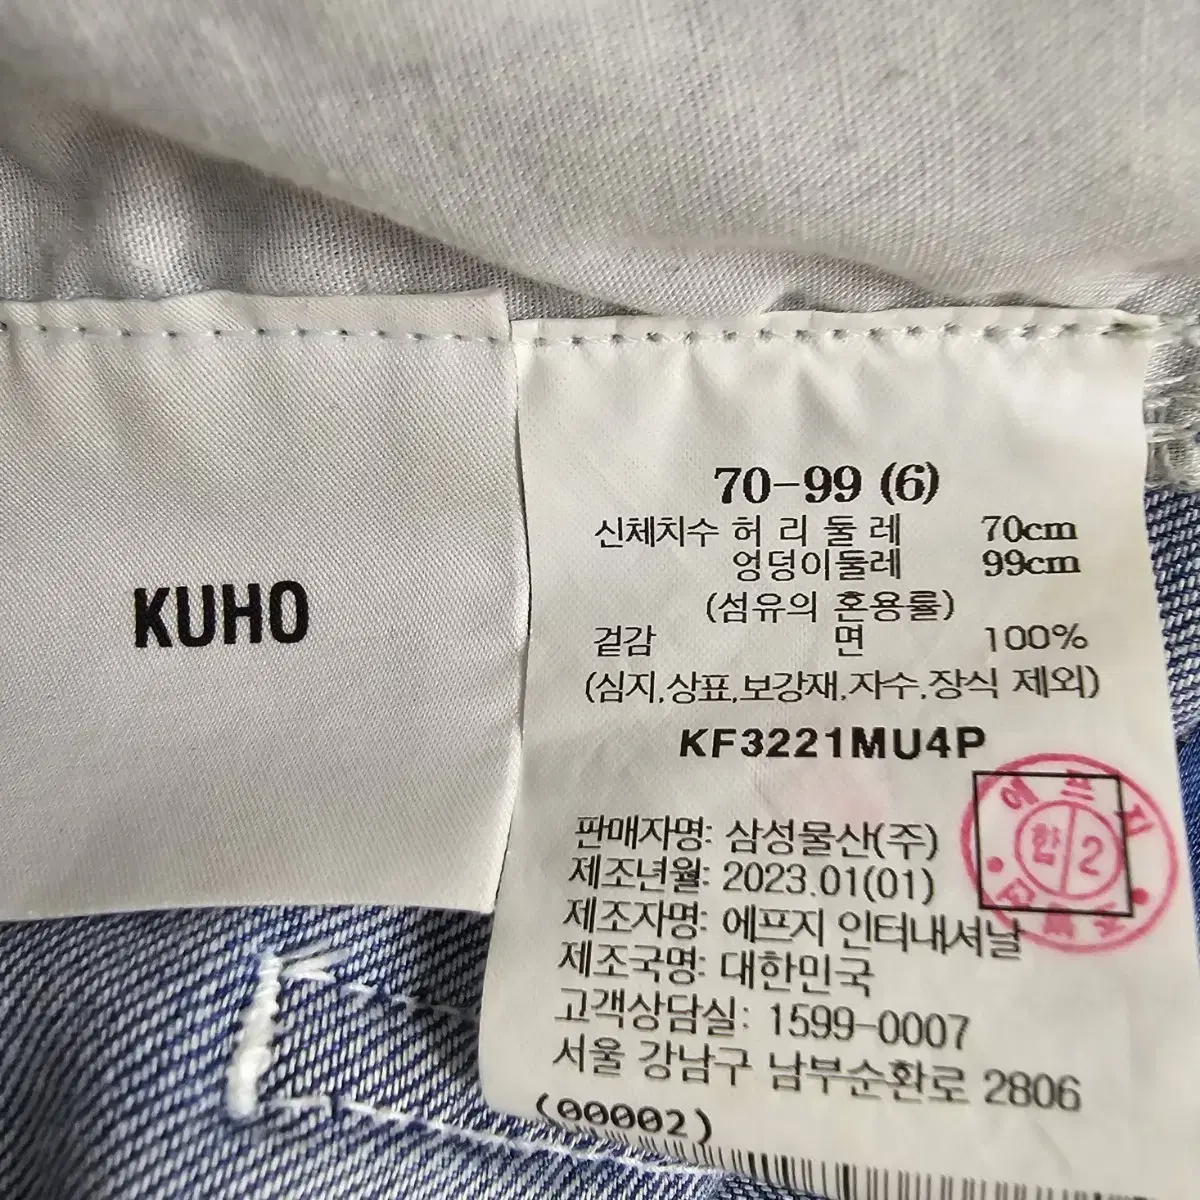 KUHO
70-99 (6)
신체치수 허 리 둘 레 70cm
엉덩이둘레 99cm
(섬유의 혼용률)
겉감 면 100%
(심지,상표,보강재,자수,장식 제외)
KF3221MU4P
에프지
합2
판매자명: 삼성물산(주)
제조년월: 2023.01(01)
제조자명: 에프지 인터내셔날
제조국명: 대한민국
고객상담실: 1599-0007
서울 강남구 남부순환로 2806
(00002)